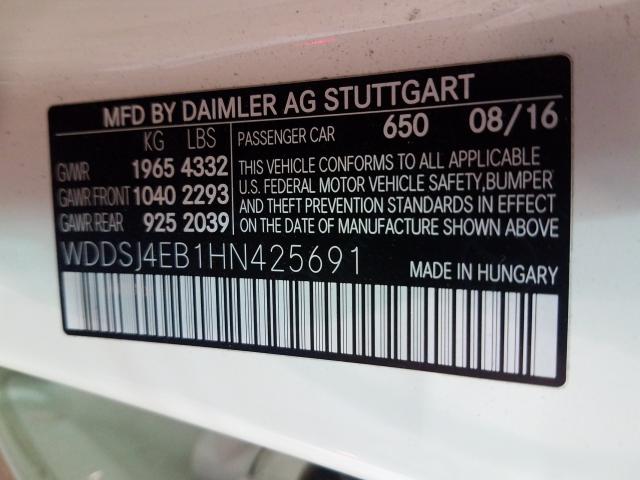 MFD BY DAIMLER AG STUTTGART
KG LBS
GVWR 1965 4332
GAWR FRONT 1040 2293
GAWR REAR 925 2039
PASSENGER CAR 650 08/16
THIS VEHICLE CONFORMS TO ALL APPLICABLE
U.S. FEDERAL MOTOR VEHICLE SAFETY,BUMPER
AND THEFT PREVENTION STANDARDS IN EFFECT
ON THE DATE OF MANUFACTURE SHOWN ABOVE
WDDSJ4EB1HN425691
MADE IN HUNGARY